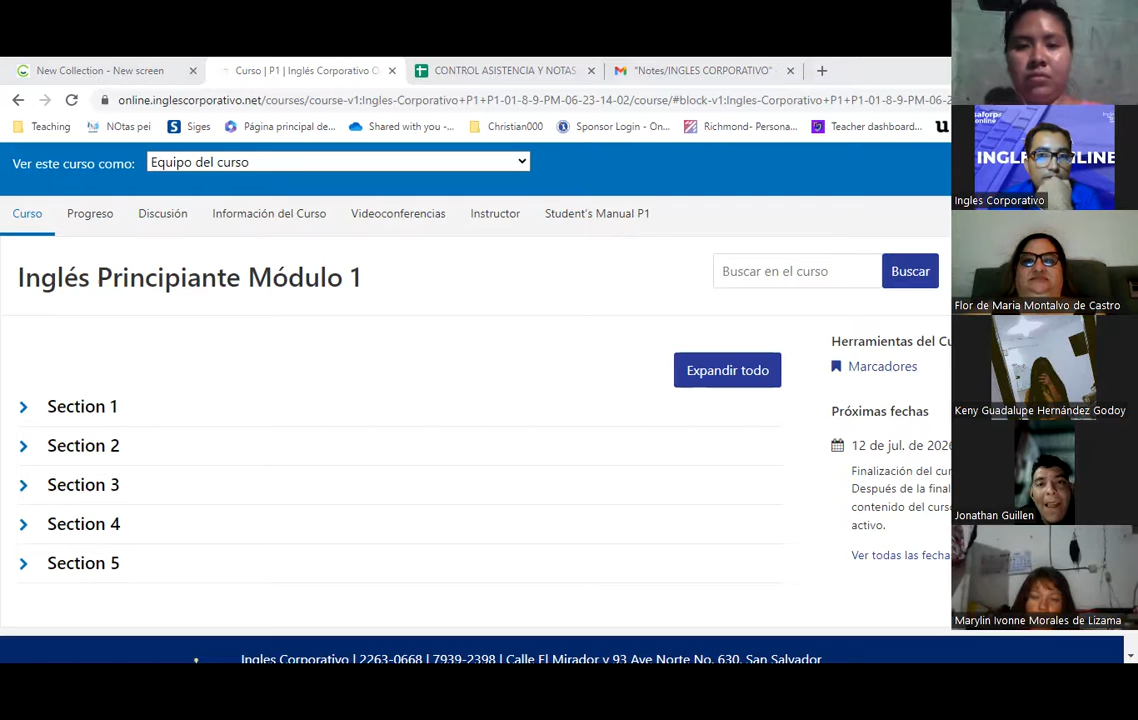 New Collection - New screen
Curso | P1 | Inglés Corporativo O
CONTROL ASISTENCIA Y NOTAS
"Notes/INGLES CORPORATIVO"
online.inglescorporativo.net/courses/course-v1:Ingles-Corporativo+P1+P1-01-8-9-PM-06-23-14-02/course/#block-v1:Ingles-Corporativo+P1+P1-01-8-9-PM-06-23-14-02
Teaching
NOtas pei
Siges
Página principal de...
Shared with you -...
Christian000
Sponsor Login - On...
Richmond- Persona...
Teacher dashboard...
Ver este curso como:
Equipo del curso
Curso
Progreso
Discusión
Información del Curso
Videoconferencias
Instructor
Student's Manual P1
Inglés Principiante Módulo 1
Buscar en el curso
Buscar
Expandir todo
Section 1
Section 2
Section 3
Section 4
Section 5
Herramientas del Cu
Marcadores
Próximas fechas
12 de jul. de 2026
Finalización del cur
Después de la final
contenido del curso
activo.
Ver todas las fecha
Ingles Corporativo | 2263-0668 | 7939-2398 | Calle El Mirador y 93 Ave Norte No. 630, San Salvador
INGL
LINE
online
Ingles Corporativo
Flor de Maria Montalvo de Castro
Keny Guadalupe Hernández Godoy
Jonathan Guillen
Marylin Ivonne Morales de Lizama